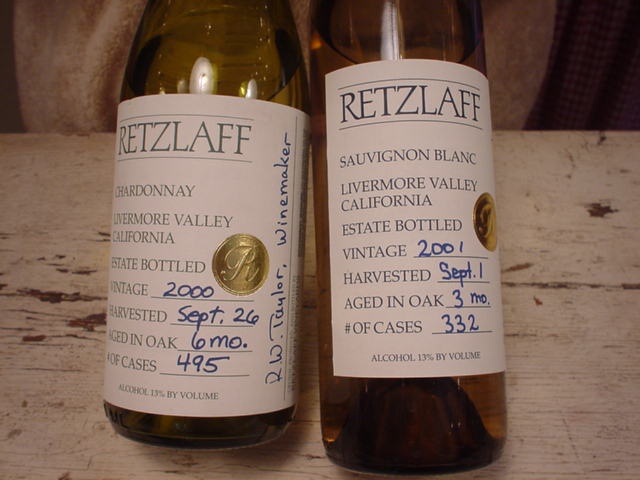 RETZLAFF
CHARDONNAY
LIVERMORE VALLEY
CALIFORNIA
ESTATE BOTTLED
VINTAGE 2000
HARVESTED Sept. 26
AGED IN OAK 6 mo.
# OF CASES 495
ALCOHOL 13% BY VOLUME
R.W. Taylor, Winemaker
R
RETZLAFF
SAUVIGNON BLANC
LIVERMORE VALLEY
CALIFORNIA
ESTATE BOTTLED
VINTAGE 2001
HARVESTED Sept. 1
AGED IN OAK 3 mo.
# OF CASES 332
ALCOHOL 13% BY VOLUME